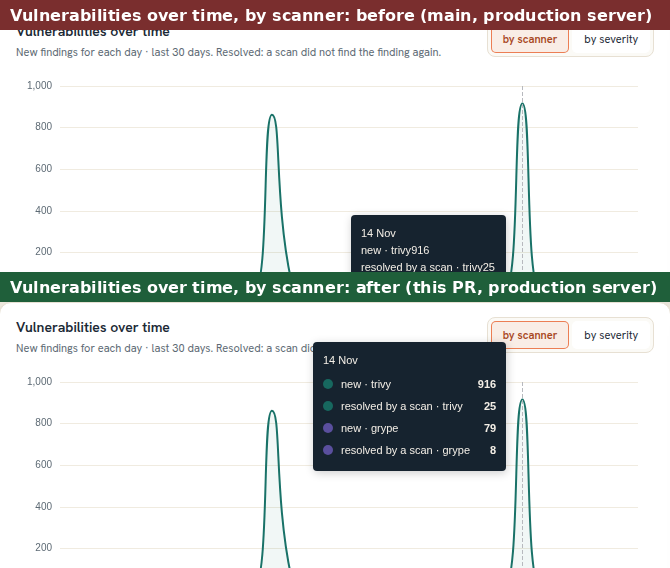 Vulnerabilities over time, by scanner: before (main, production server)
Vulnerabilities over time
New findings for each day · last 30 days. Resolved: a scan did not find the finding again.
by scanner
by severity
1,000
800
600
400
200
14 Nov
new · trivy916
resolved by a scan · trivy25
Vulnerabilities over time, by scanner: after (this PR, production server)
Vulnerabilities over time
New findings for each day · last 30 days. Resolved: a scan
by scanner
by severity
1,000
800
600
400
200
14 Nov
new · trivy 916
resolved by a scan · trivy 25
new · grype 79
resolved by a scan · grype 8